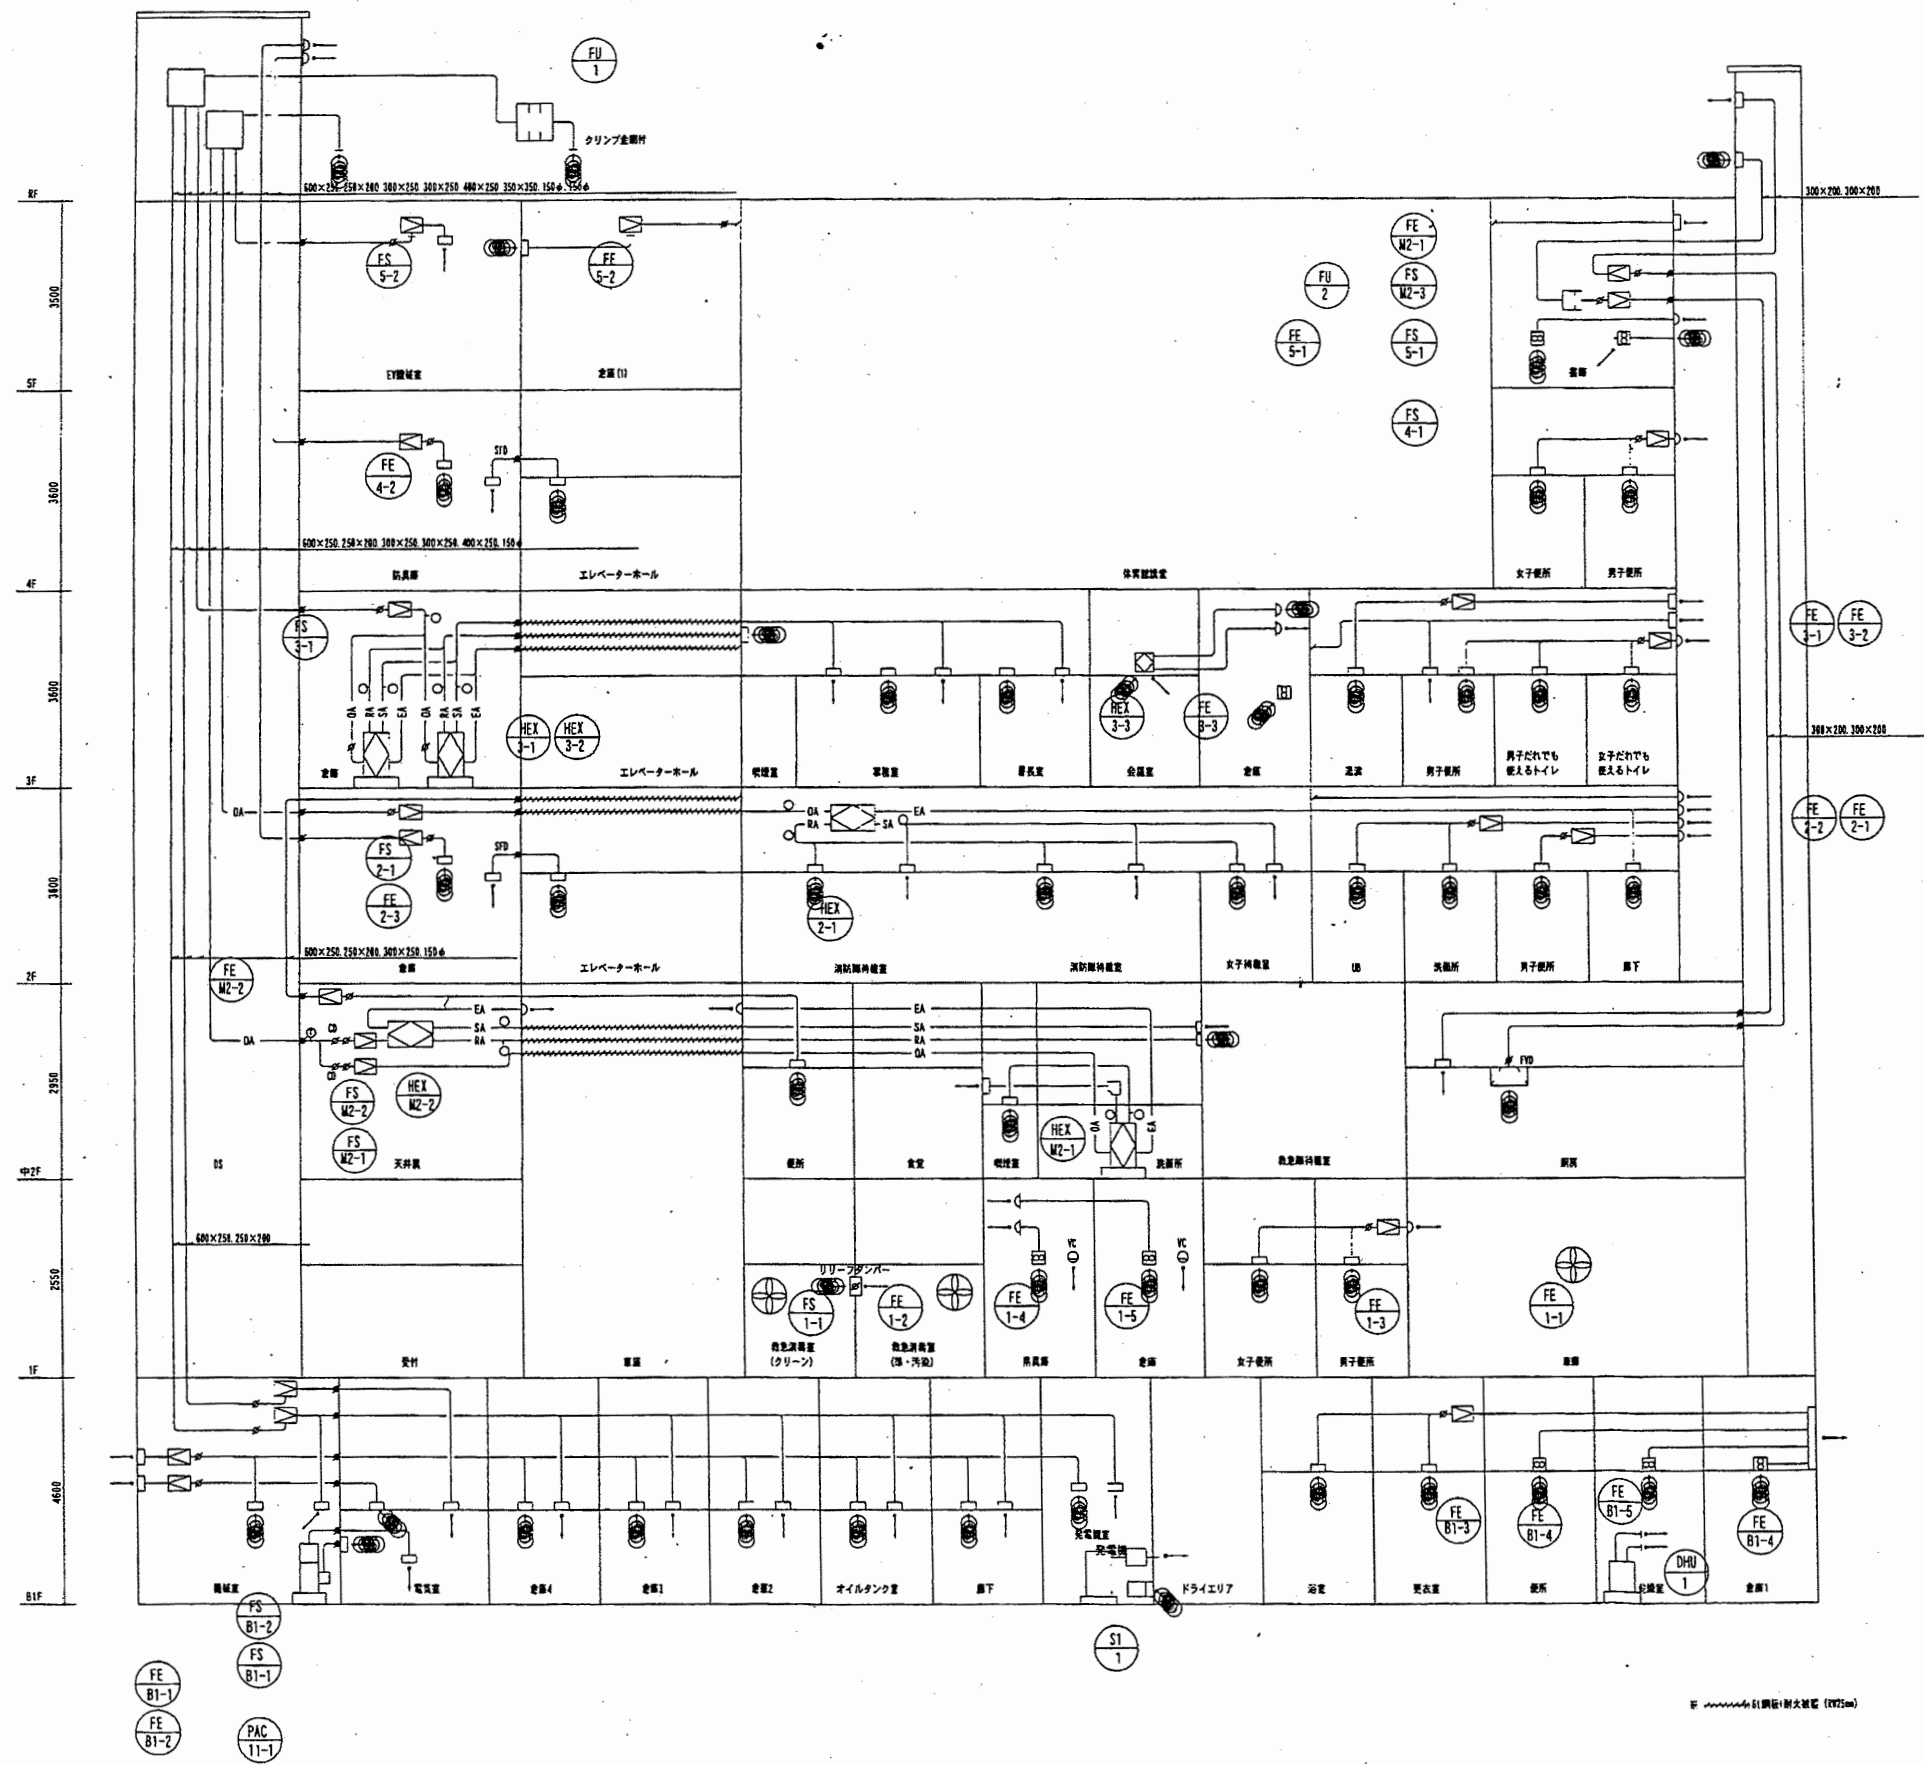 FU
1
クリンプ金網付
RF
600×250. 250×200 300×250 300×250 400×250 350×350. 150φ. 150φ
300×200. 300×200
FS
5-2
FE
5-2
FE
M2-1
FU
2
FS
M2-3
3500
FE
5-1
FS
5-1
EV機械室
倉庫(1)
倉庫
5F
FS
4-1
FE
4-2
SFD
3600
600×250. 250×200. 300×250. 300×250. 400×250. 150φ
防具庫
エレベーターホール
体育館講堂
女子便所
男子便所
4F
FS
3-1
FE
3-1
FE
3-2
3600
OA
RA
SA
EA
OA
RA
SA
EA
HEX
3-1
HEX
3-2
HEX
3-3
FE
3-3
300×200. 300×200
倉庫
エレベーターホール
喫煙室
事務室
署長室
会議室
倉庫
湯沸
男子便所
男子だれでも
使えるトイレ
女子だれでも
使えるトイレ
3F
OA
OA
EA
RA
SA
FE
2-2
FE
2-1
FS
2-1
SFD
3600
FE
2-3
HEX
2-1
600×250. 250×200. 300×250. 150φ
倉庫
エレベーターホール
消防隊待機室
消防隊待機室
女子待機室
UB
洗面所
男子便所
廊下
2F
FE
M2-2
EA
EA
CD
SA
SA
OA
RA
RA
OA
CD
FVD
2950
FS
M2-2
HEX
M2-2
OA
EA
HEX
M2-1
FS
M2-1
DS
天井裏
便所
食堂
喫煙室
洗面所
救急隊待機室
厨房
中2F
600×250. 250×200
2550
リリーフダンパー
VC
VC
FS
1-1
FE
1-2
FE
1-4
FE
1-5
FE
1-3
FE
1-1
受付
車庫
救急消毒室
(クリーン)
救急消毒室
(準・汚染)
倉庫
女子便所
男子便所
車庫
1F
4600
FE
B1-3
FE
B1-4
FE
B1-5
FE
B1-4
発電機室
発電機
DHU
1
機械室
電気室
倉庫4
倉庫3
倉庫2
オイルタンク室
廊下
ドライエリア
浴室
更衣室
便所
乾燥室
倉庫1
B1F
FS
B1-2
S1
1
FS
B1-1
FE
B1-1
FE
B1-2
PAC
11-1